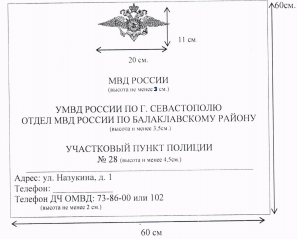 60см.
11 см.
20 см.
МВД РОССИИ
(высота не менее 3 см.)
УМВД РОССИИ ПО Г. СЕВАСТОПОЛЮ
ОТДЕЛ МВД РОССИИ ПО БАЛАКЛАВСКОМУ РАЙОНУ
(высота и менее 3,5см.)
УЧАСТКОВЫЙ ПУНКТ ПОЛИЦИИ
№ 28 (высота и менее 4,5см.)
Адрес: ул. Назукина, д. 1
Телефон:
Телефон ДЧ ОМВД: 73-86-00 или 102
(высота не менее 2 см.)
60 см